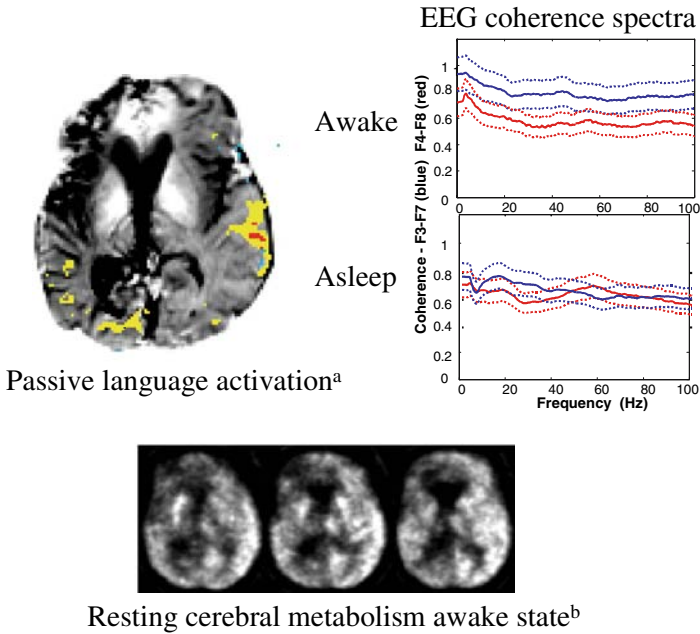 EEG coherence spectra
Awake
1
0.8
0.6
0.4
0.2
0
0 20 40 60 80 100
Asleep
1
0.8
0.6
0.4
0.2
0
0 20 40 60 80 100
Coherence - F3-F7 (blue) F4-F8 (red)
Frequency (Hz)
Passive language activationa
Resting cerebral metabolism awake stateb